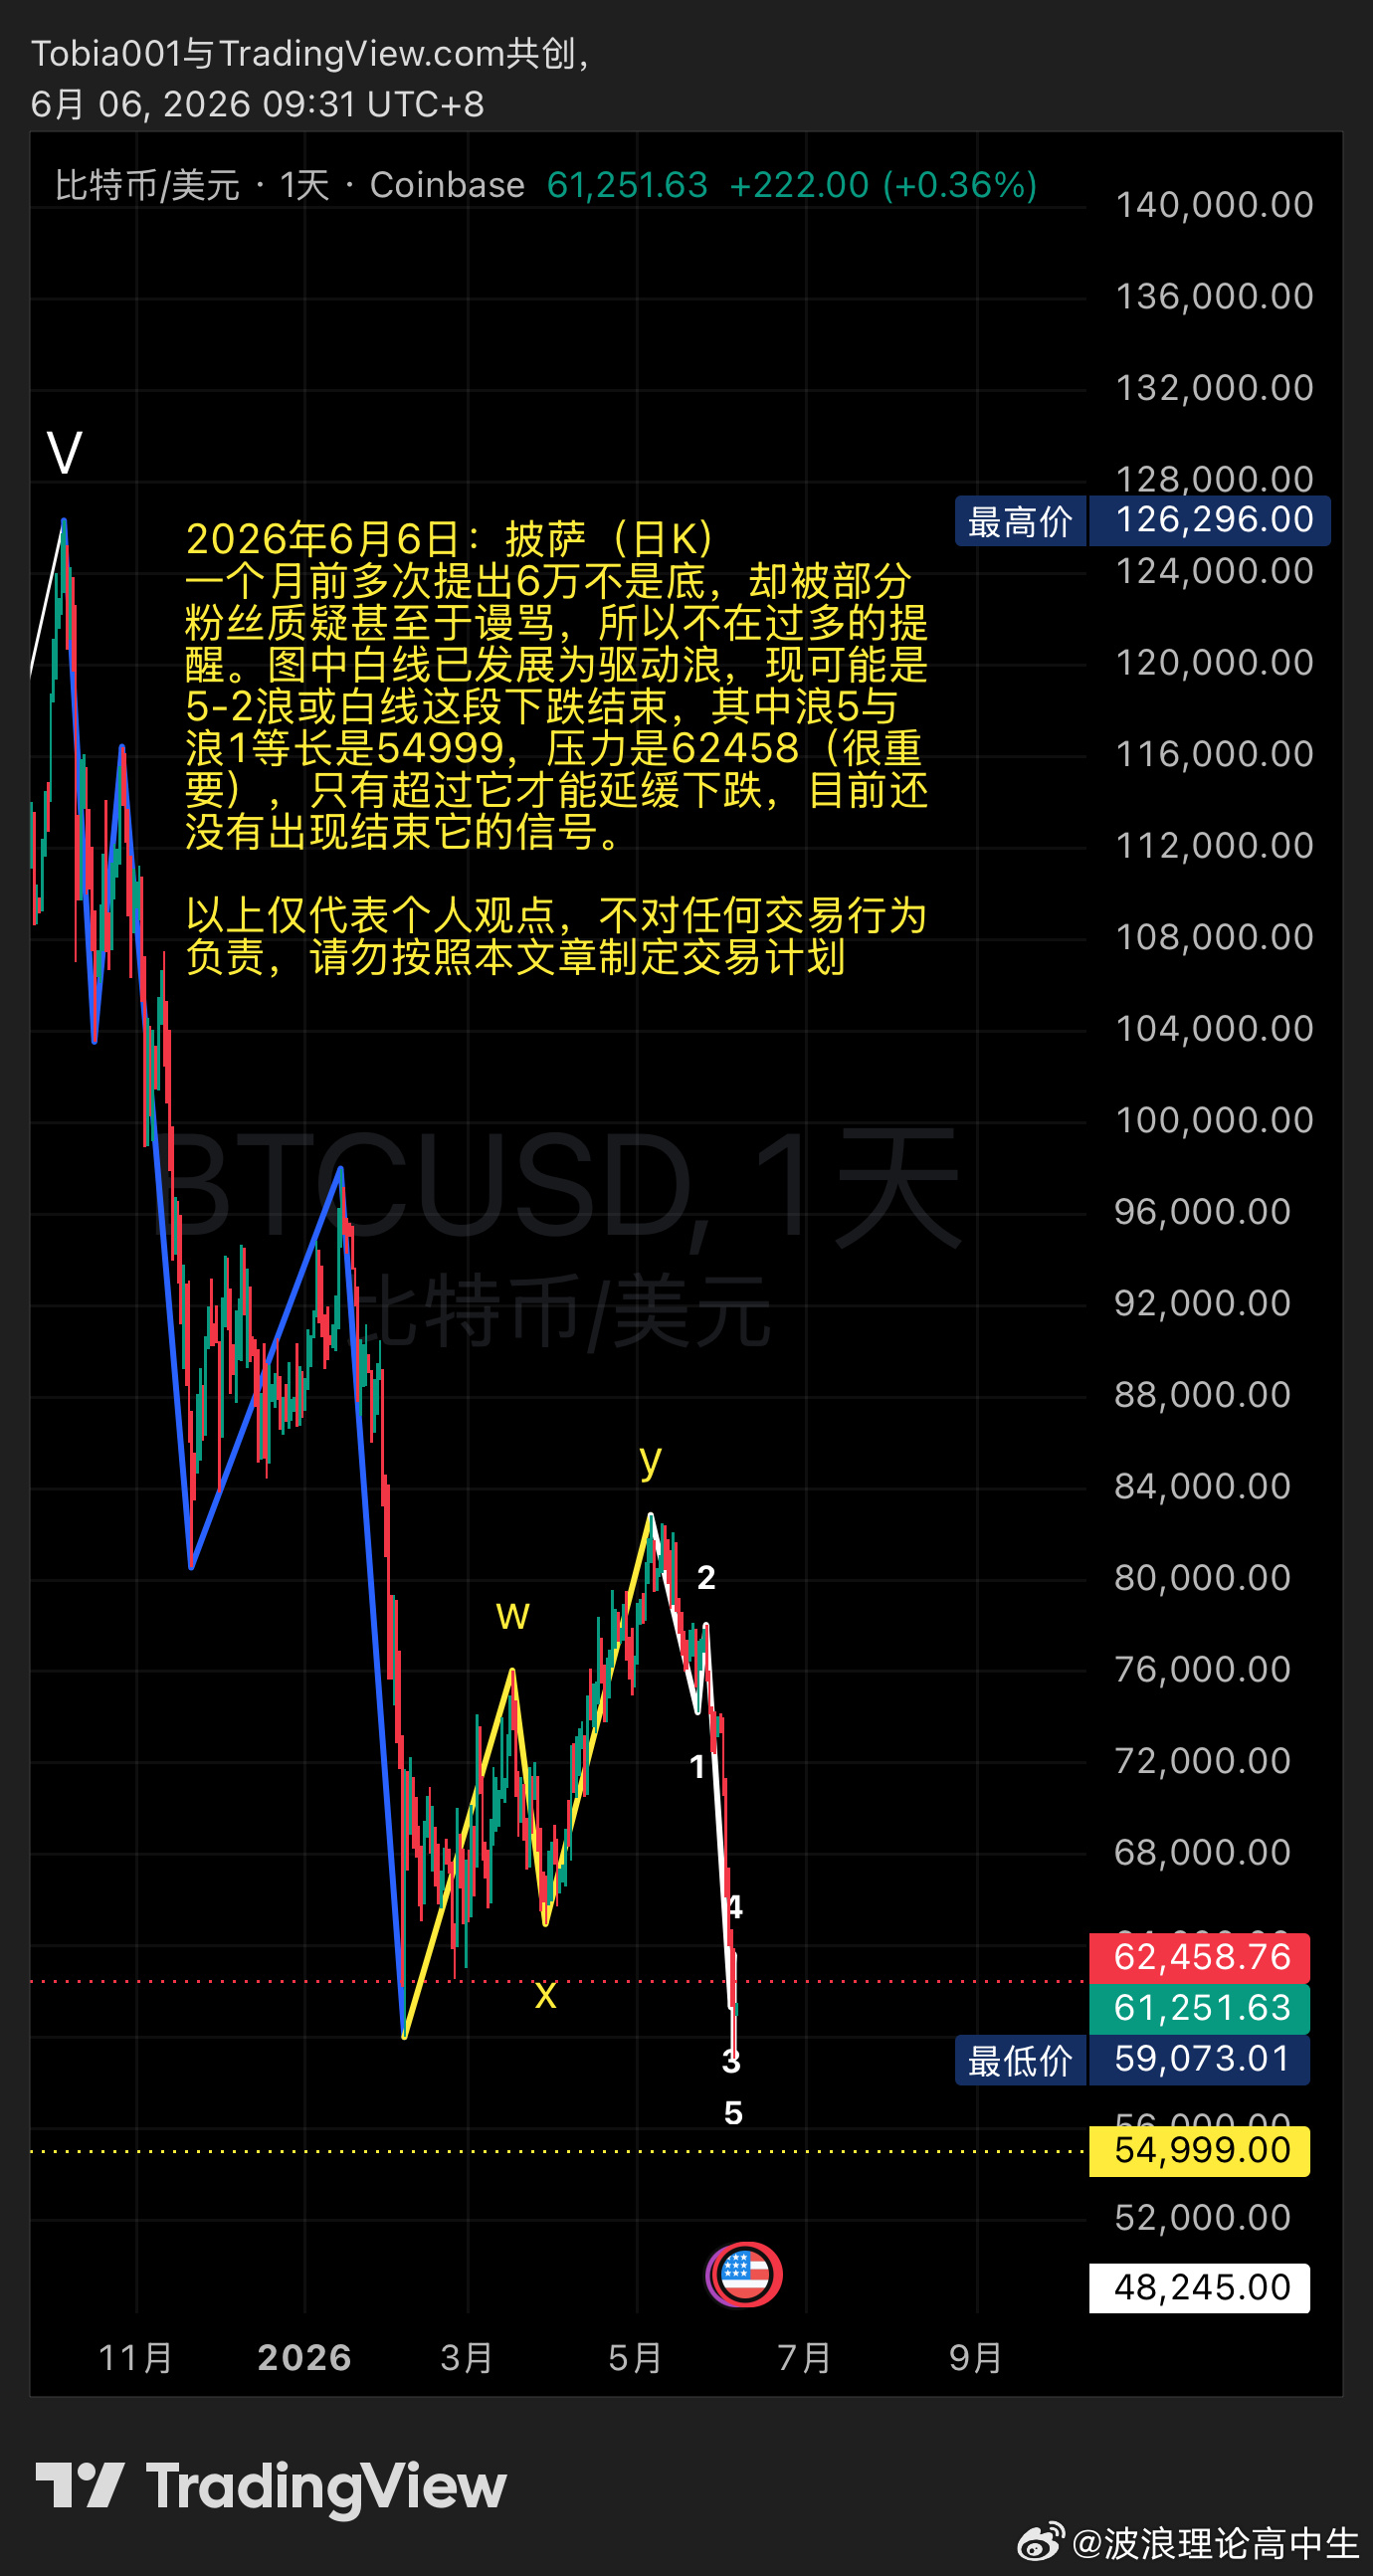 Tobia001与TradingView.com共创，
6月 06, 2026 09:31 UTC+8
比特币/美元 · 1天 · Coinbase 61,251.63 +222.00 (+0.36%)
140,000.00
136,000.00
132,000.00
128,000.00
最高价 126,296.00
124,000.00
120,000.00
116,000.00
112,000.00
108,000.00
104,000.00
100,000.00
96,000.00
92,000.00
88,000.00
84,000.00
80,000.00
76,000.00
72,000.00
68,000.00
62,458.76
61,251.63
最低价 59,073.01
56,000.00
54,999.00
52,000.00
48,245.00
V
2026年6月6日：披萨（日K）
一个月前多次提出6万不是底，却被部分
粉丝质疑甚至于谩骂，所以不在过多的提
醒。图中白线已发展为驱动浪，现可能是
5-2浪或白线这段下跌结束，其中浪5与
浪1等长是54999，压力是62458（很重
要），只有超过它才能延缓下跌，目前还
没有出现结束它的信号。
以上仅代表个人观点，不对任何交易行为
负责，请勿按照本文章制定交易计划
BTCUSD, 1天
比特币/美元
y
2
w
1
4
x
3
5
11月 2026 3月 5月 7月 9月
TradingView
@波浪理论高中生